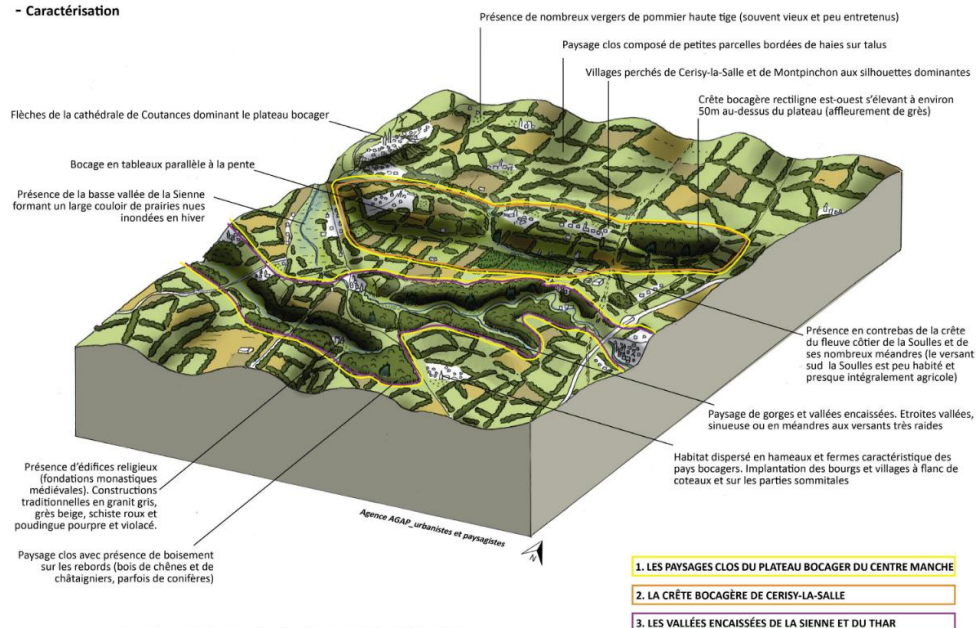 - Caractérisation
Présence de nombreux vergers de pommier haute tige (souvent vieux et peu entretenus)
Paysage clos composé de petites parcelles bordées de haies sur talus
Villages perchés de Cerisy-la-Salle et de Montpinchon aux silhouettes dominantes
Crête bocagère rectiligne est-ouest s'élevant à environ
50m au-dessus du plateau (affleurement de grès)
Flèches de la cathédrale de Coutances dominant le plateau bocager
Bocage en tableaux parallèle à la pente
Présence de la basse vallée de la Sienne
formant un large couloir de prairies nues
inondées en hiver
Présence en contrebas de la crête
du fleuve côtier de la Soulles et de
ses nombreux méandres (le versant
sud la Soulles est peu habité et
presque intégralement agricole)
Paysage de gorges et vallées encaissées. Etroites vallées,
sinueuse ou en méandres aux versants très raides
Habitat dispersé en hameaux et fermes caractéristique des
pays bocagers. Implantation des bourgs et villages à flanc de
coteaux et sur les parties sommitales
Présence d'édifices religieux
(fondations monastiques
médiévales). Constructions
traditionnelles en granit gris,
grès beige, schiste roux et
poudingue pourpre et violacé.
Paysage clos avec présence de boisement
sur les rebords (bois de chênes et de
châtaigniers, parfois de conifères)
Agence AGAP_urbanistes et paysagistes
N
1. LES PAYSAGES CLOS DU PLATEAU BOCAGER DU CENTRE MANCHE
2. LA CRÊTE BOCAGÈRE DE CERISY-LA-SALLE
3. LES VALLÉES ENCAISSÉES DE LA SIENNE ET DU THAR